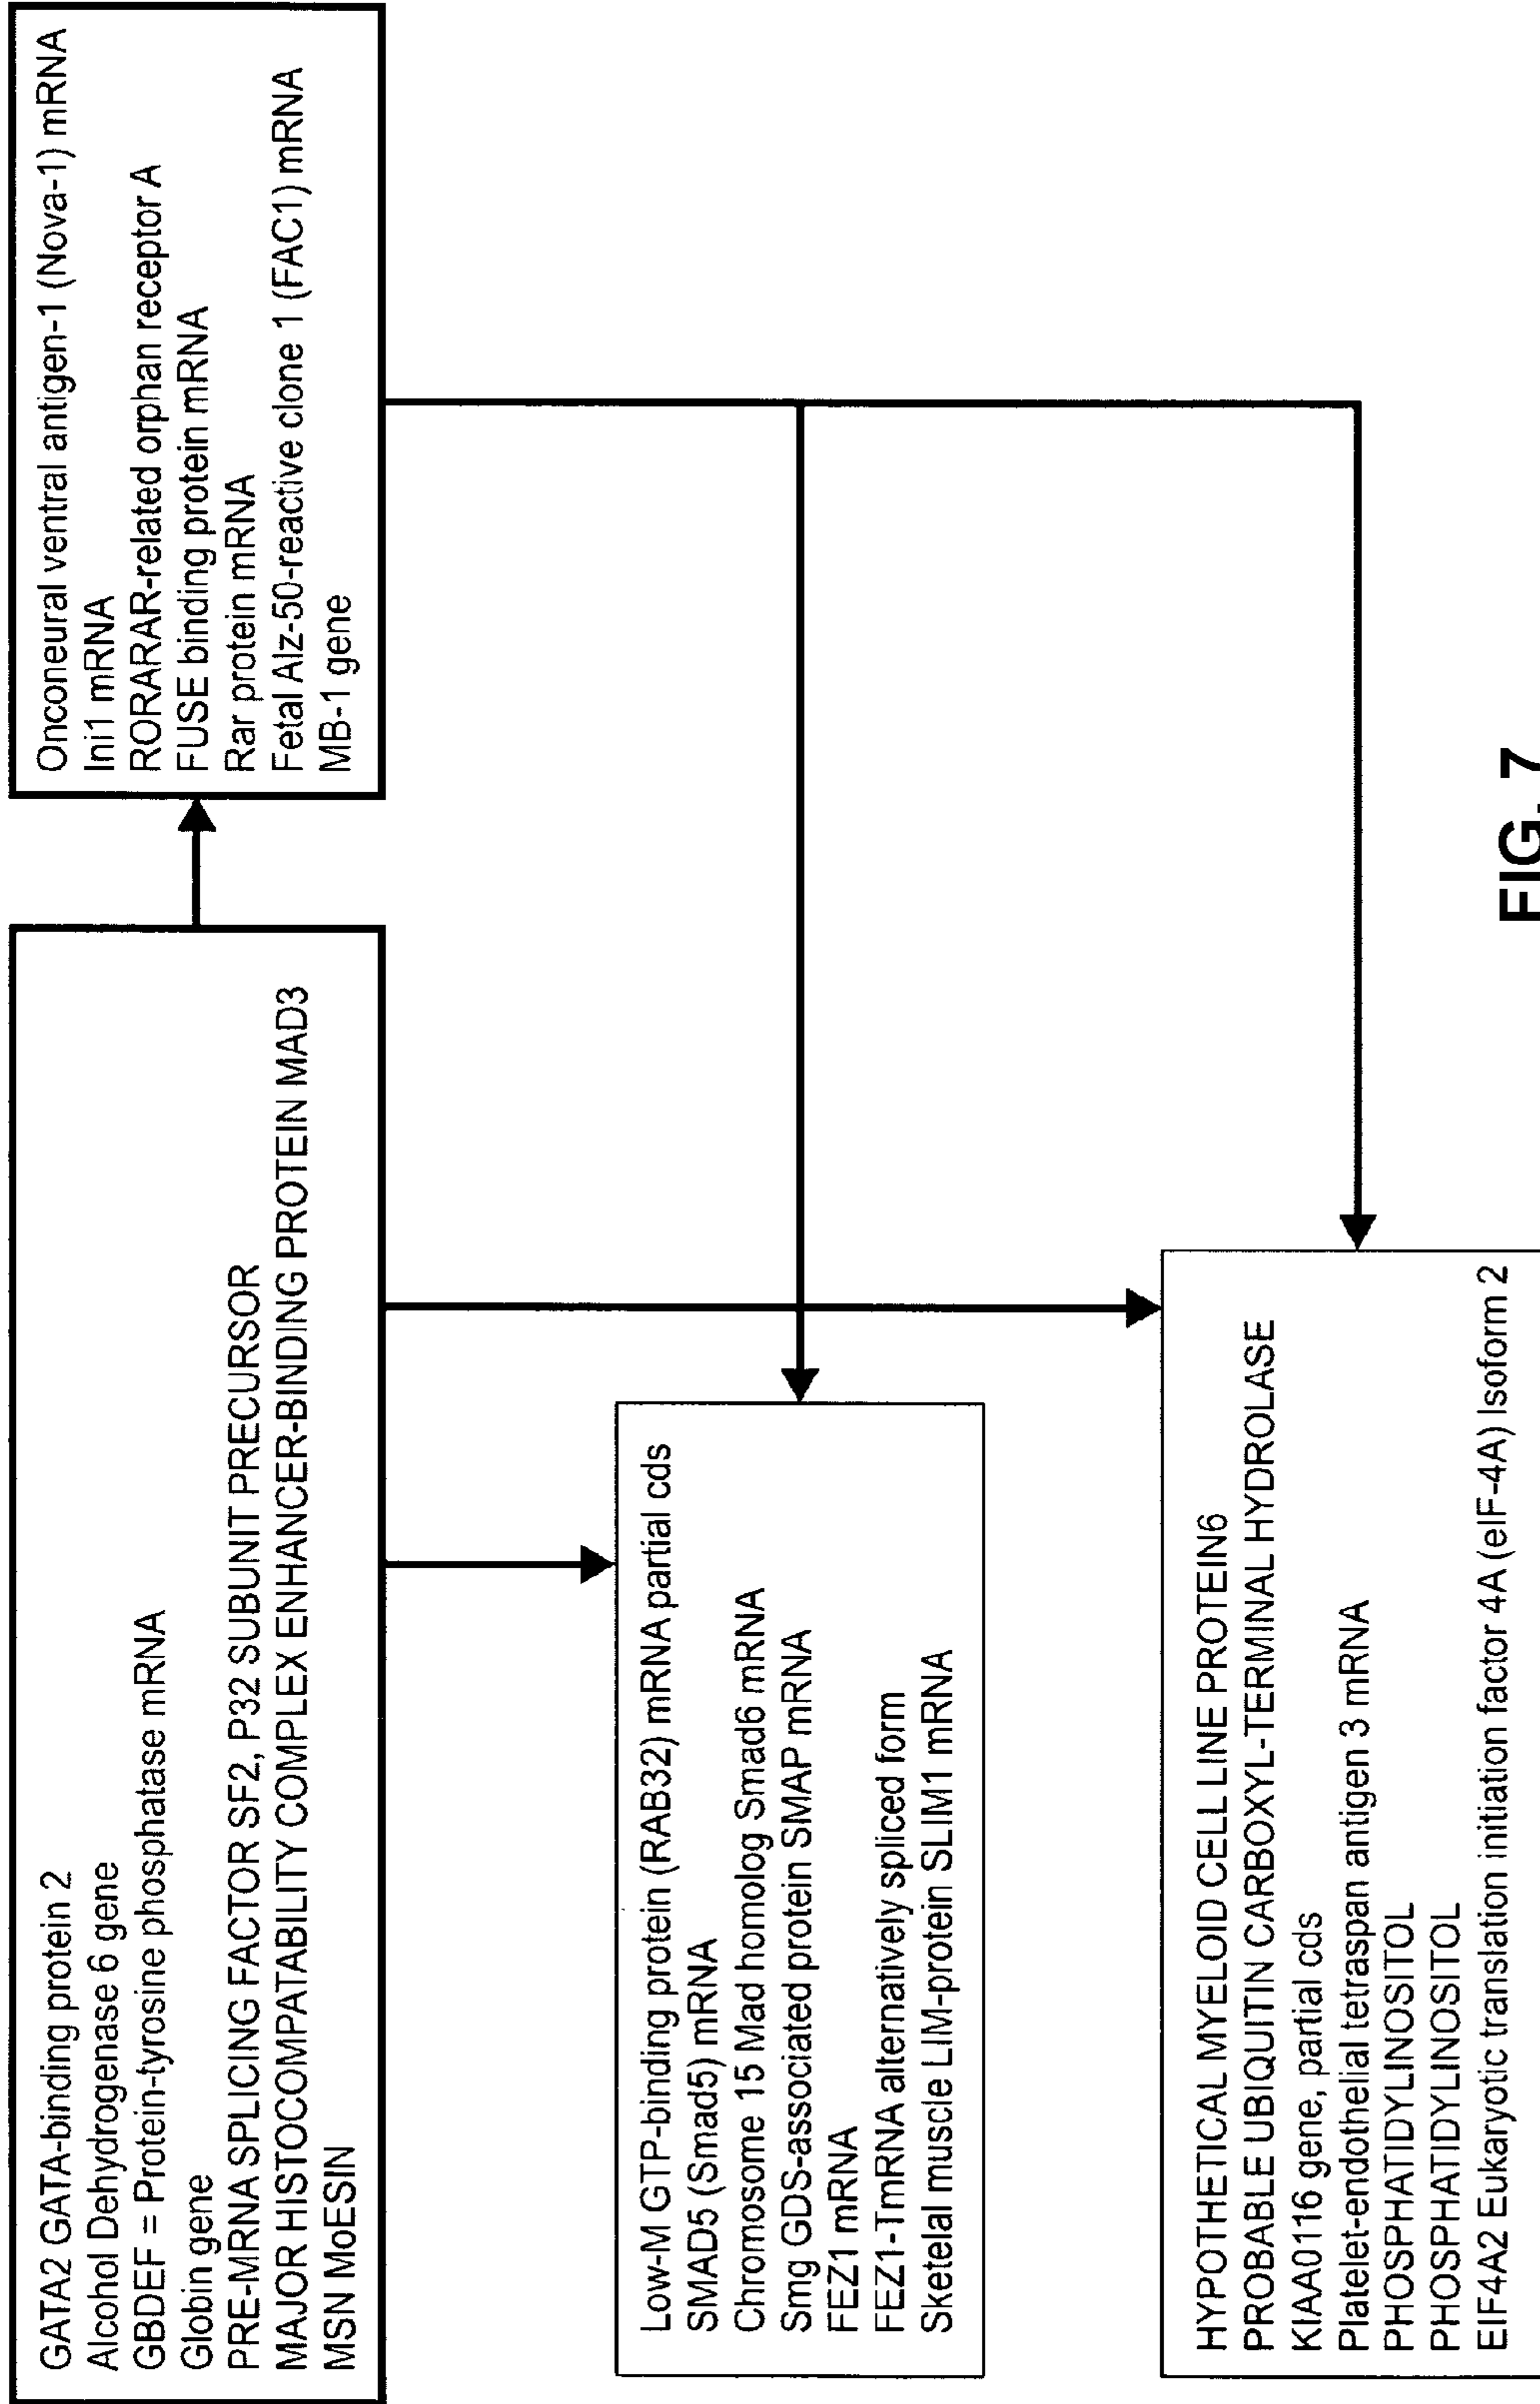 GATA2 GATA-binding protein 2
Alcohol Dehydrogenase 6 gene
GBDEF = Protein-tyrosine phosphatase mRNA
Globin gene
PRE-MRNA SPLICING FACTOR SF2, P32 SUBUNIT PRECURSOR
MAJOR HISTOCOMPATABILITY COMPLEX ENHANCER-BINDING PROTEIN MAD3
MSN MoESIN
Onconeural ventral antigen-1 (Nova-1) mRNA
Ini1 mRNA
RORARAR-related orphan receptor A
FUSE binding protein mRNA
Rar protein mRNA
Fetal Alz-50-reactive clone 1 (FAC1) mRNA
MB-1 gene
Low-M GTP-binding protein (RAB32) mRNA partial cds
SMAD5 (Smad5) mRNA
Chromosome 15 Mad homolog Smad6 mRNA
Smg GDS-associated protein SMAP mRNA
FEZ1 mRNA
FEZ1-TmRNA alternatively spliced form
Sketelal muscle LIM-protein SLIM1 mRNA
HYPOTHETICAL MYELOID CELL LINE PROTEIN6
PROBABLE UBIQUITIN CARBOXYL-TERMINAL HYDROLASE
KIAA0116 gene, partial cds
Platelet-endothelial tetraspan antigen 3 mRNA
PHOSPHATIDYLINOSITOL
PHOSPHATIDYLINOSITOL
EIF4A2 Eukaryotic translation initiation factor 4A (eIF-4A) Isoform 2
FIG. 7